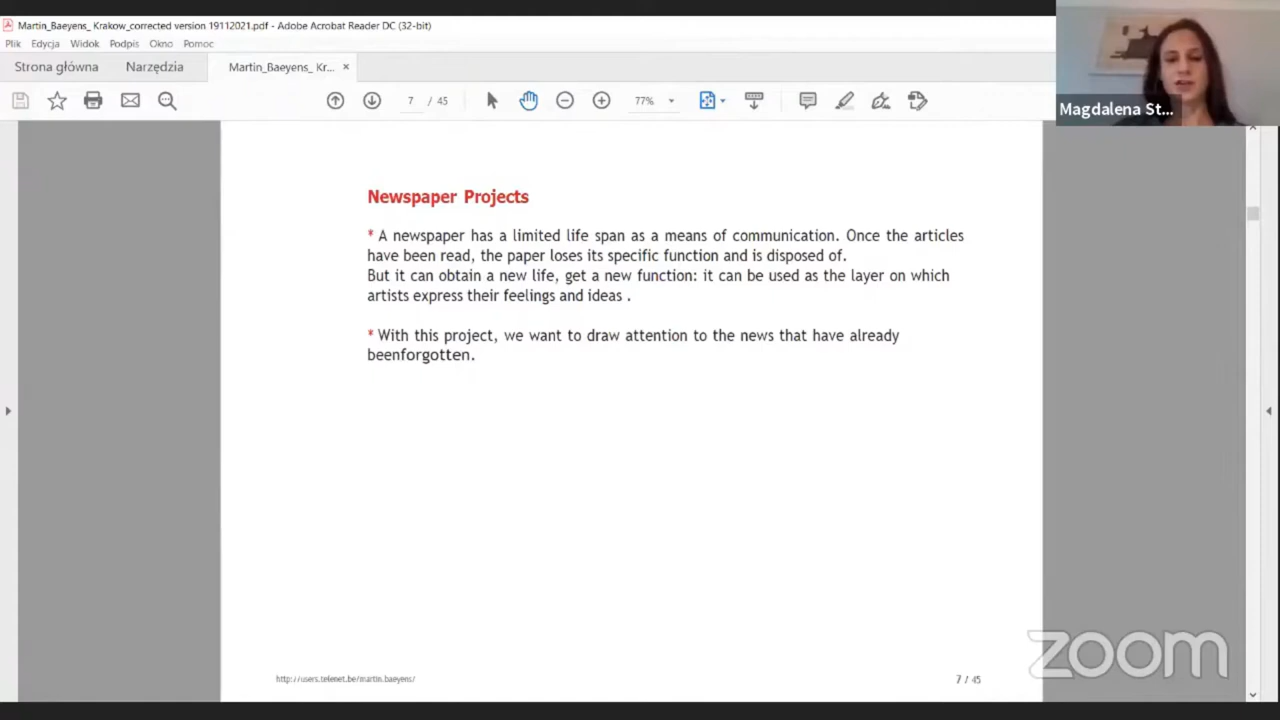 Martin_Baeyens_ Krakow_corrected version 19112021.pdf - Adobe Acrobat Reader DC (32-bit)
Plik Edycja Widok Podpis Okno Pomoc
Strona główna Narzędzia Martin_Baeyens_ Kr... ×
7 / 45 77%
Magdalena St...
Newspaper Projects
* A newspaper has a limited life span as a means of communication. Once the articles
have been read, the paper loses its specific function and is disposed of.
But it can obtain a new life, get a new function: it can be used as the layer on which
artists express their feelings and ideas .
* With this project, we want to draw attention to the news that have already
beenforgotten.
zoom
http://users.telenet.be/martin.baeyens/ 7 / 45